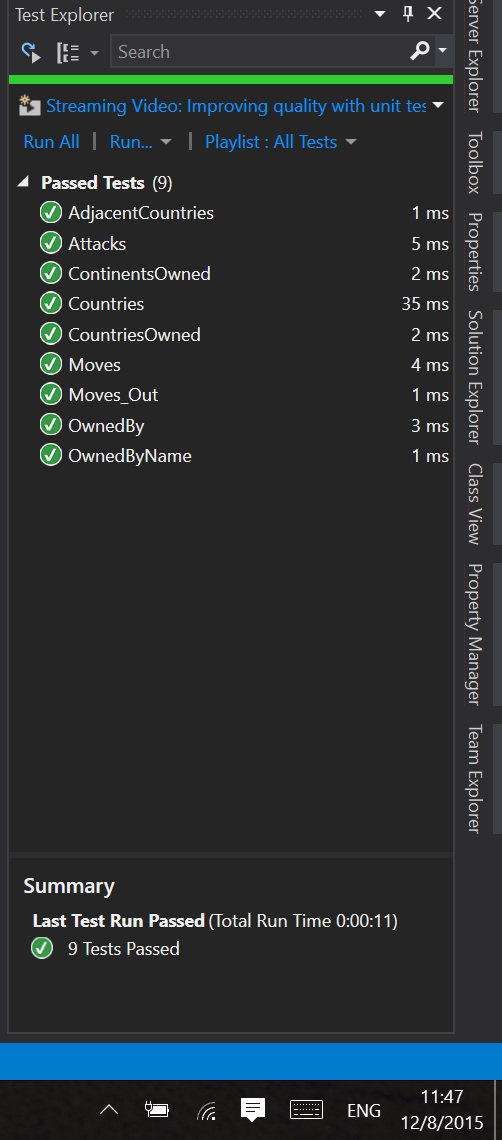 Test Explorer
Search
Streaming Video: Improving quality with unit tes
Run All | Run... | Playlist : All Tests
Passed Tests (9)
AdjacentCountries 1 ms
Attacks 5 ms
ContinentsOwned 2 ms
Countries 35 ms
CountriesOwned 2 ms
Moves 4 ms
Moves_Out 1 ms
OwnedBy 3 ms
OwnedByName 1 ms
Summary
Last Test Run Passed (Total Run Time 0:00:11)
9 Tests Passed
Server Explorer
Toolbox
Properties
Solution Explorer
Class View
Property Manager
Team Explorer
ENG
11:47
12/8/2015